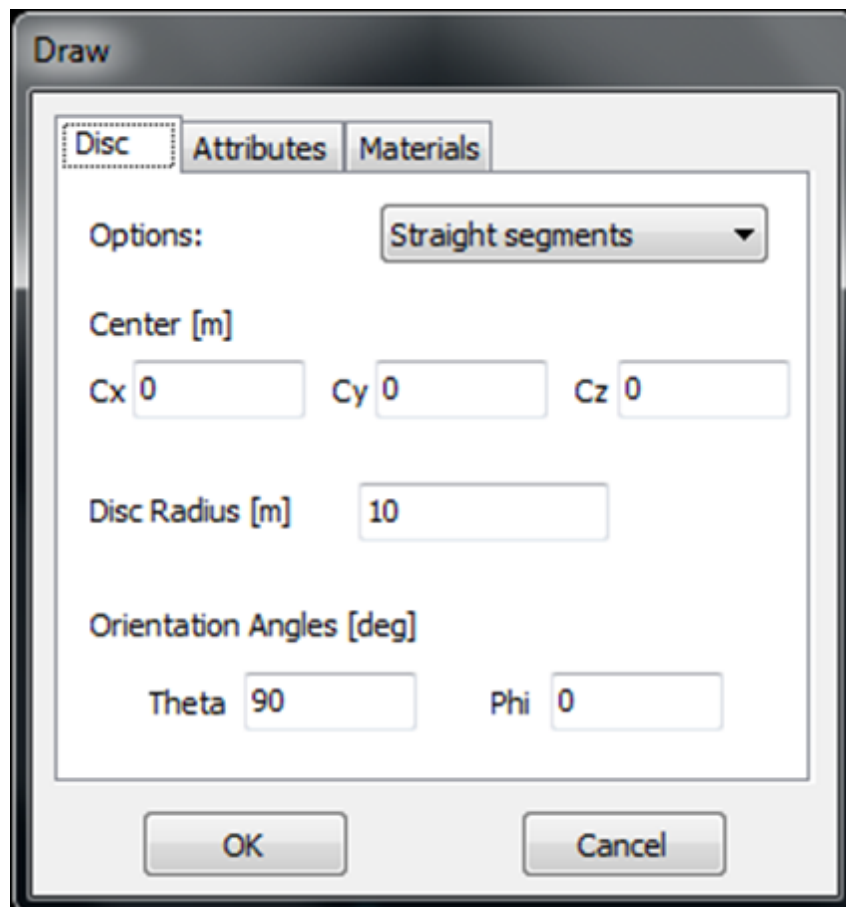 Draw
Disc Attributes Materials
Options: Straight segments
Center [m]
Cx 0 Cy 0 Cz 0
Disc Radius [m] 10
Orientation Angles [deg]
Theta 90 Phi 0
OK Cancel